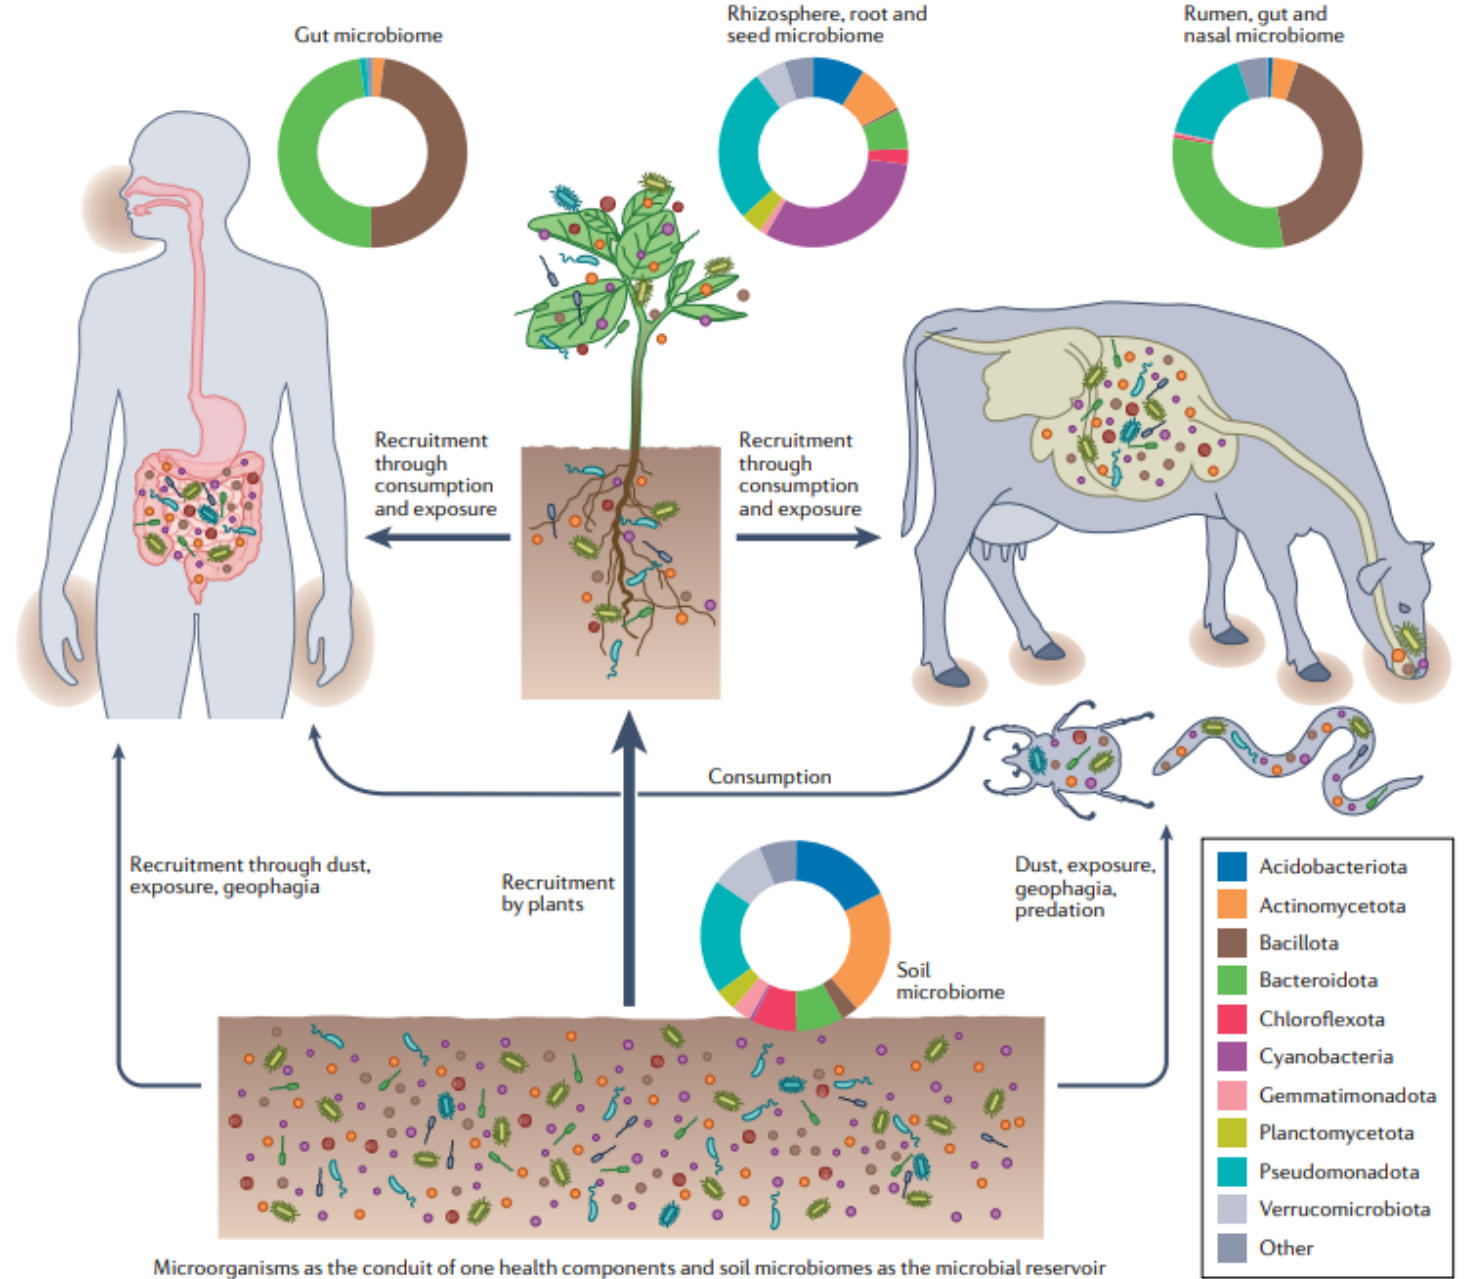 Gut microbiome
Rhizosphere, root and
seed microbiome
Rumen, gut and
nasal microbiome
Recruitment
through
consumption
and exposure
Recruitment
through
consumption
and exposure
Consumption
Recruitment through dust,
exposure, geophagia
Recruitment
by plants
Dust, exposure,
geophagia,
predation
Soil
microbiome
Acidobacteriota
Actinomycetota
Bacillota
Bacteroidota
Chloroflexota
Cyanobacteria
Gemmatimonadota
Planctomycetota
Pseudomonadota
Verrucomicrobiota
Other
Microorganisms as the conduit of one health components and soil microbiomes as the microbial reservoir